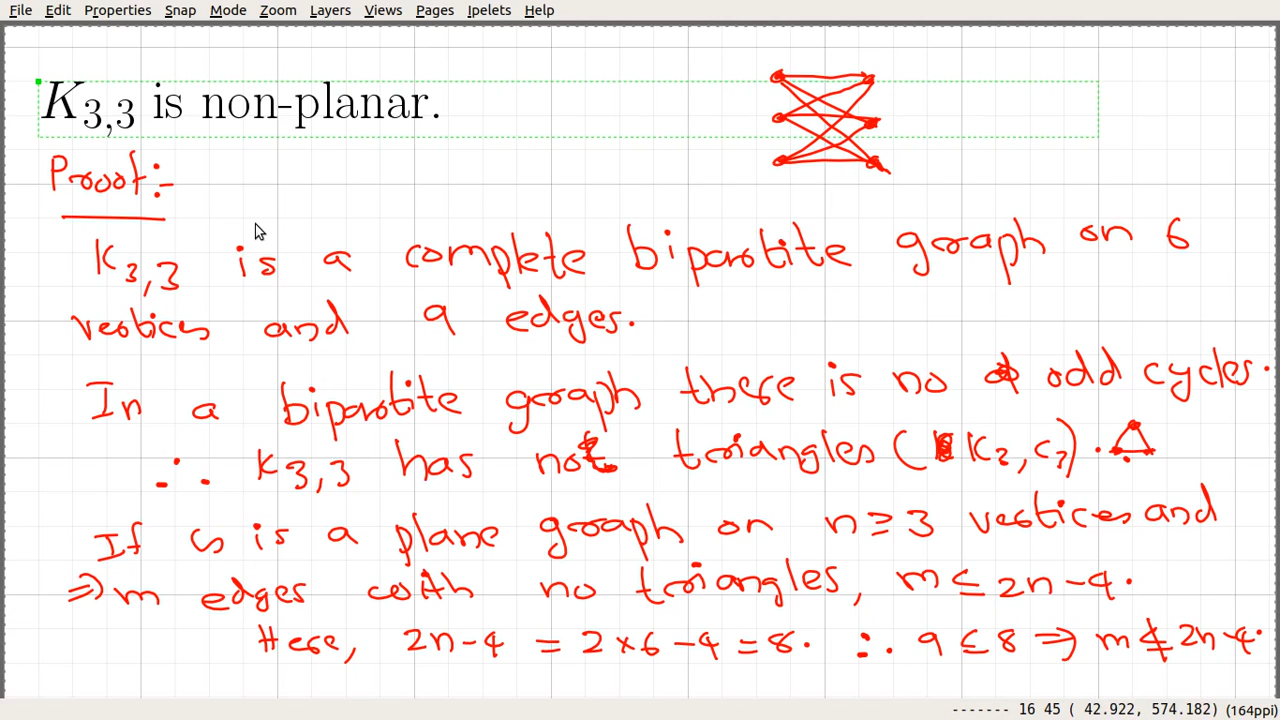 File Edit Properties Snap Mode Zoom Layers Views Pages Ipelets Help
K3,3 is non-planar.
Proof:-
K3,3 is a complete bipartite graph on 6
vertices and 9 edges.
In a bipartite graph there is no odd cycles.
∴ K3,3 has no triangles (K3, C3).
If G is a plane graph on n ≥ 3 vertices and
⇒ m edges with no triangles, m ≤ 2n-4.
Here, 2n-4 = 2×6-4 = 8. ∴ 9 ≤ 8 ⇒ m ≰ 2n-4.
------- 16 45 ( 42.922, 574.182) (164ppi)